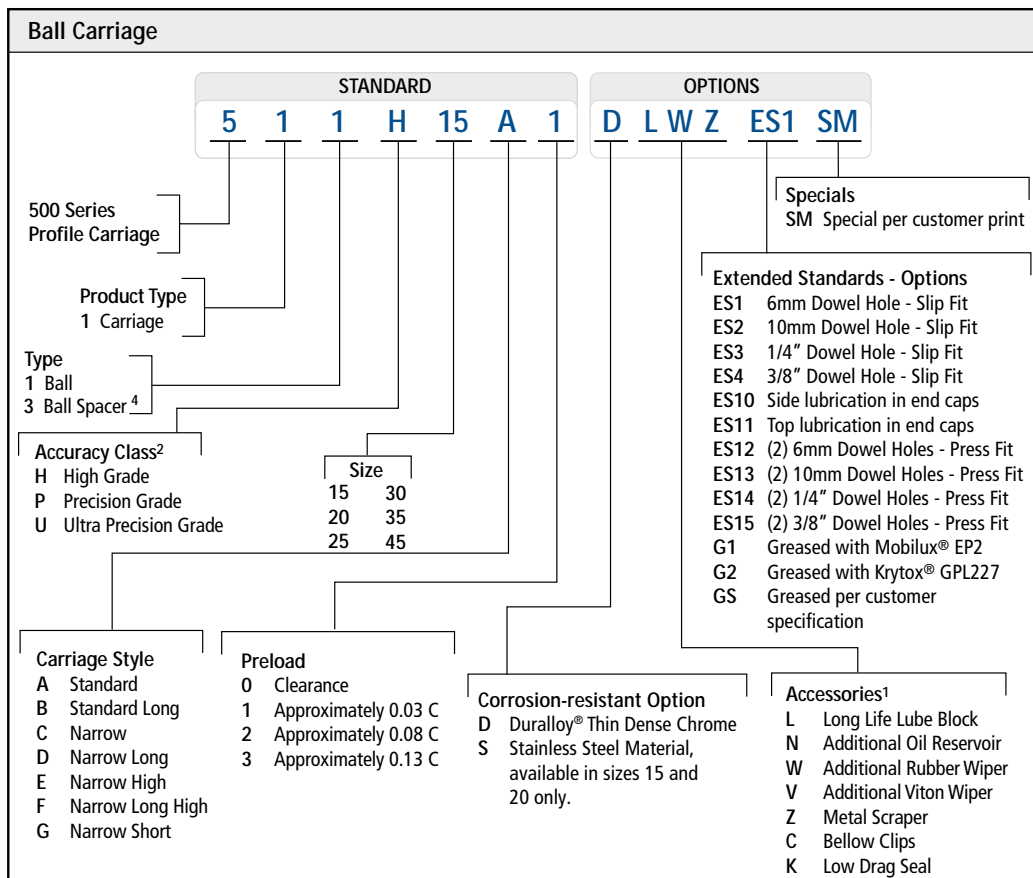 Ball Carriage
STANDARD
OPTIONS
5 1 1 H 15 A 1 D L W Z ES1 SM
500 Series
Profile Carriage
Product Type
1 Carriage
Type
1 Ball
3 Ball Spacer 4
Accuracy Class2
H High Grade
P Precision Grade
U Ultra Precision Grade
Size
15 30
20 35
25 45
Specials
SM Special per customer print
Extended Standards - Options
ES1 6mm Dowel Hole - Slip Fit
ES2 10mm Dowel Hole - Slip Fit
ES3 1/4″ Dowel Hole - Slip Fit
ES4 3/8″ Dowel Hole - Slip Fit
ES10 Side lubrication in end caps
ES11 Top lubrication in end caps
ES12 (2) 6mm Dowel Holes - Press Fit
ES13 (2) 10mm Dowel Holes - Press Fit
ES14 (2) 1/4″ Dowel Holes - Press Fit
ES15 (2) 3/8″ Dowel Holes - Press Fit
G1 Greased with Mobilux® EP2
G2 Greased with Krytox® GPL227
GS Greased per customer
specification
Carriage Style
A Standard
B Standard Long
C Narrow
D Narrow Long
E Narrow High
F Narrow Long High
G Narrow Short
Preload
0 Clearance
1 Approximately 0.03 C
2 Approximately 0.08 C
3 Approximately 0.13 C
Corrosion-resistant Option
D Duralloy® Thin Dense Chrome
S Stainless Steel Material,
available in sizes 15 and
20 only.
Accessories1
L Long Life Lube Block
N Additional Oil Reservoir
W Additional Rubber Wiper
V Additional Viton Wiper
Z Metal Scraper
C Bellow Clips
K Low Drag Seal